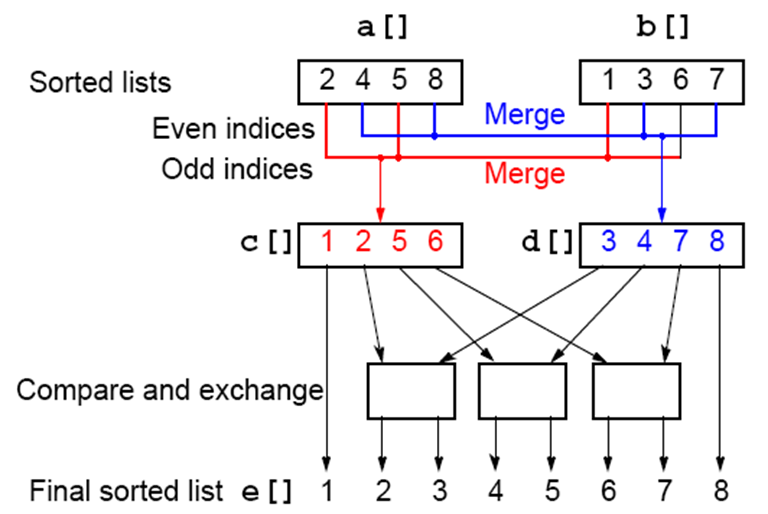 a[] b[]
Sorted lists 2 4 5 8 1 3 6 7
Merge
Even indices
Odd indices
Merge
c[] 1 2 5 6 d[] 3 4 7 8
Compare and exchange
Final sorted list e[] 1 2 3 4 5 6 7 8